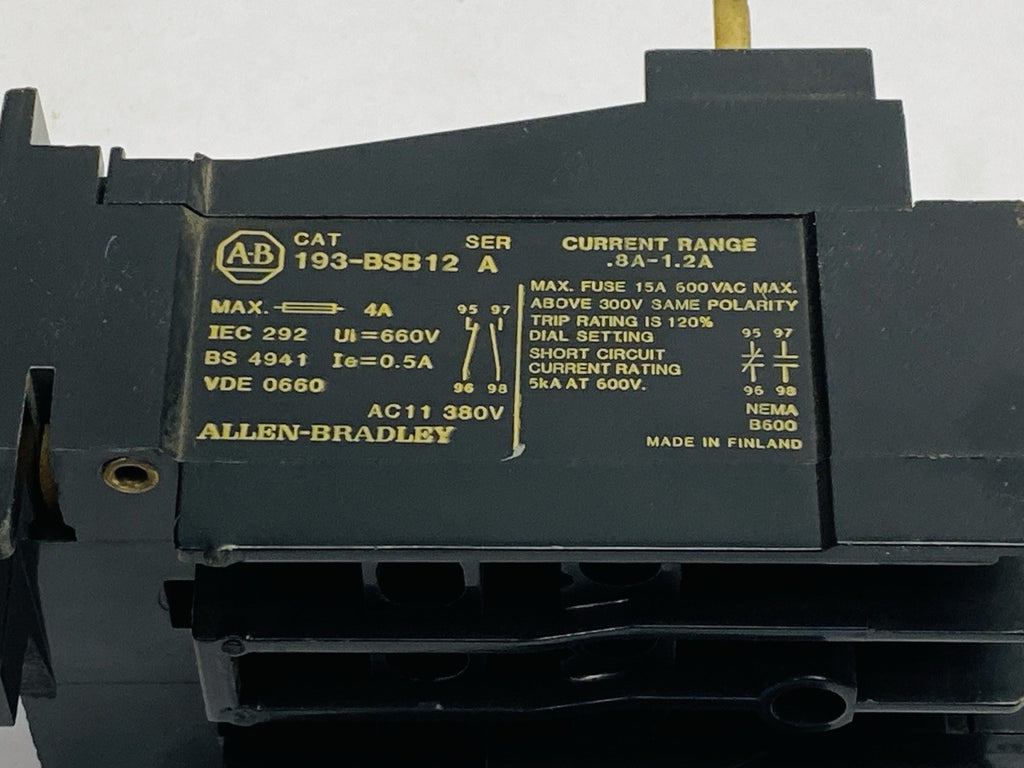 A-B
CAT SER
193-BSB12 A
MAX. 4A
IEC 292 Ui=660V
BS 4941 Ie=0.5A
VDE 0660
95 97
96 98
AC11 380V
ALLEN-BRADLEY
CURRENT RANGE
.8A-1.2A
MAX. FUSE 15A 600 VAC MAX.
ABOVE 300V SAME POLARITY
TRIP RATING IS 120%
DIAL SETTING
SHORT CIRCUIT
CURRENT RATING
5kA AT 600V.
95 97
96 98
NEMA
B600
MADE IN FINLAND